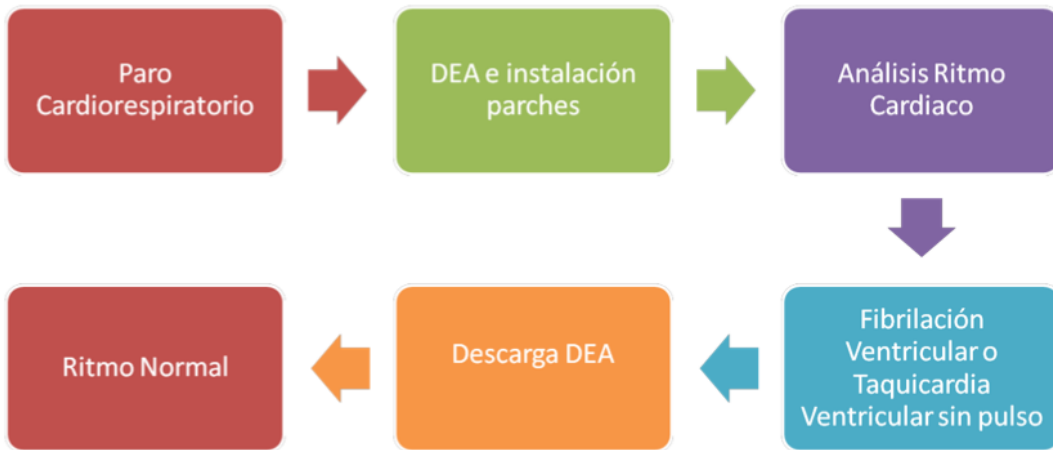 Paro
Cardiorespiratorio
DEA e instalación
parches
Análisis Ritmo
Cardiaco
Fibrilación
Ventricular o
Taquicardia
Ventricular sin pulso
Descarga DEA
Ritmo Normal